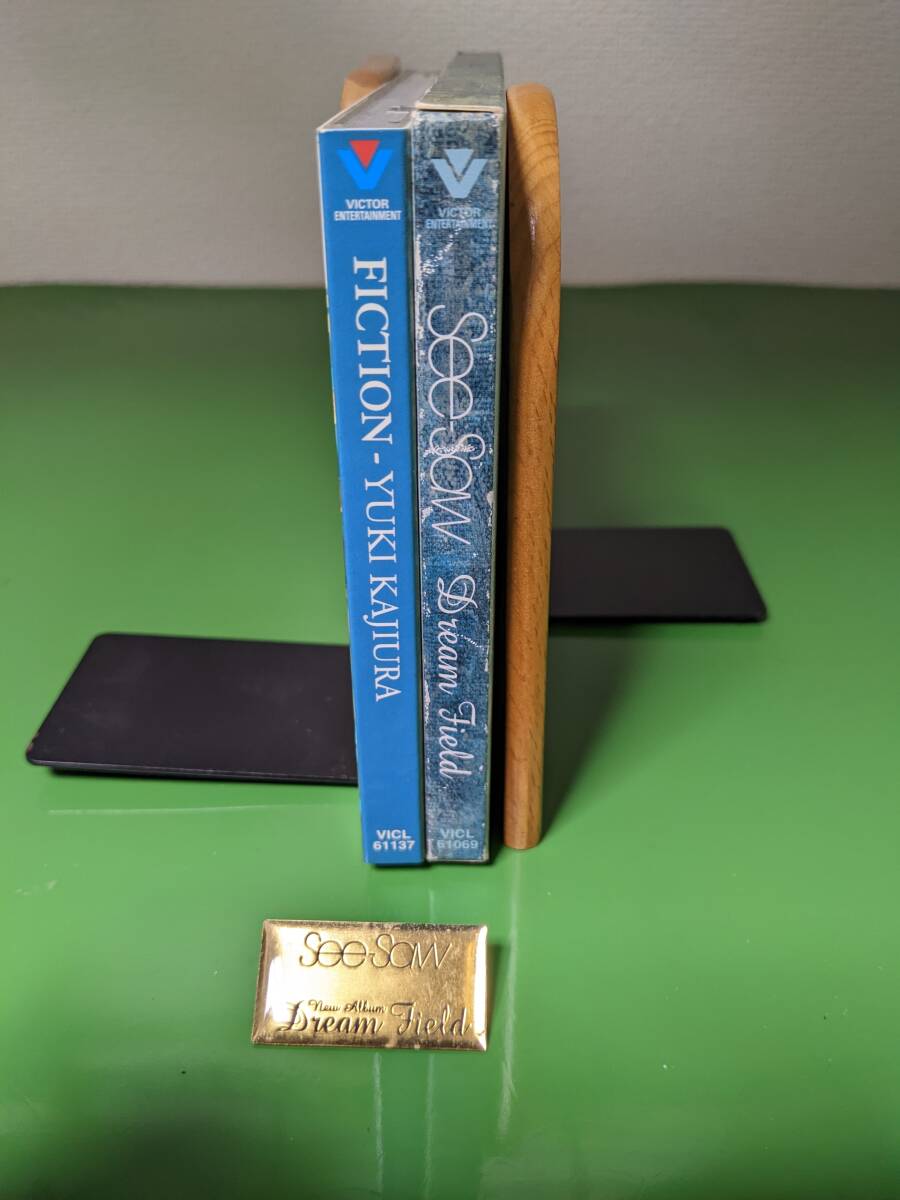 VICTOR
ENTERTAINMENT
FICTION - YUKI KAJIURA
VICL
61137
VICTOR
ENTERTAINMENT
See-Saw
Dream Field
VICL
61069
See-Saw
New Album
Dream Field